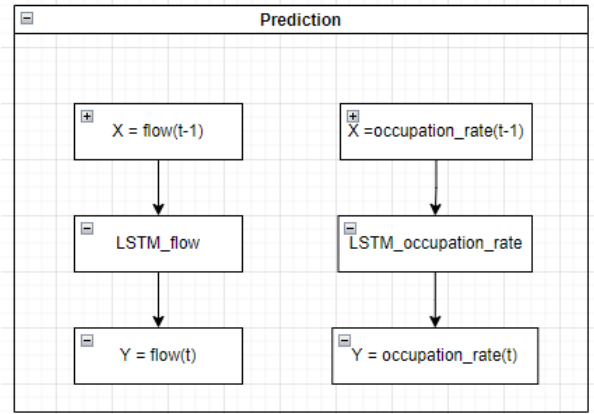 Prediction
X = flow(t-1)
X =occupation_rate(t-1)
LSTM_flow
LSTM_occupation_rate
Y = flow(t)
Y = occupation_rate(t)